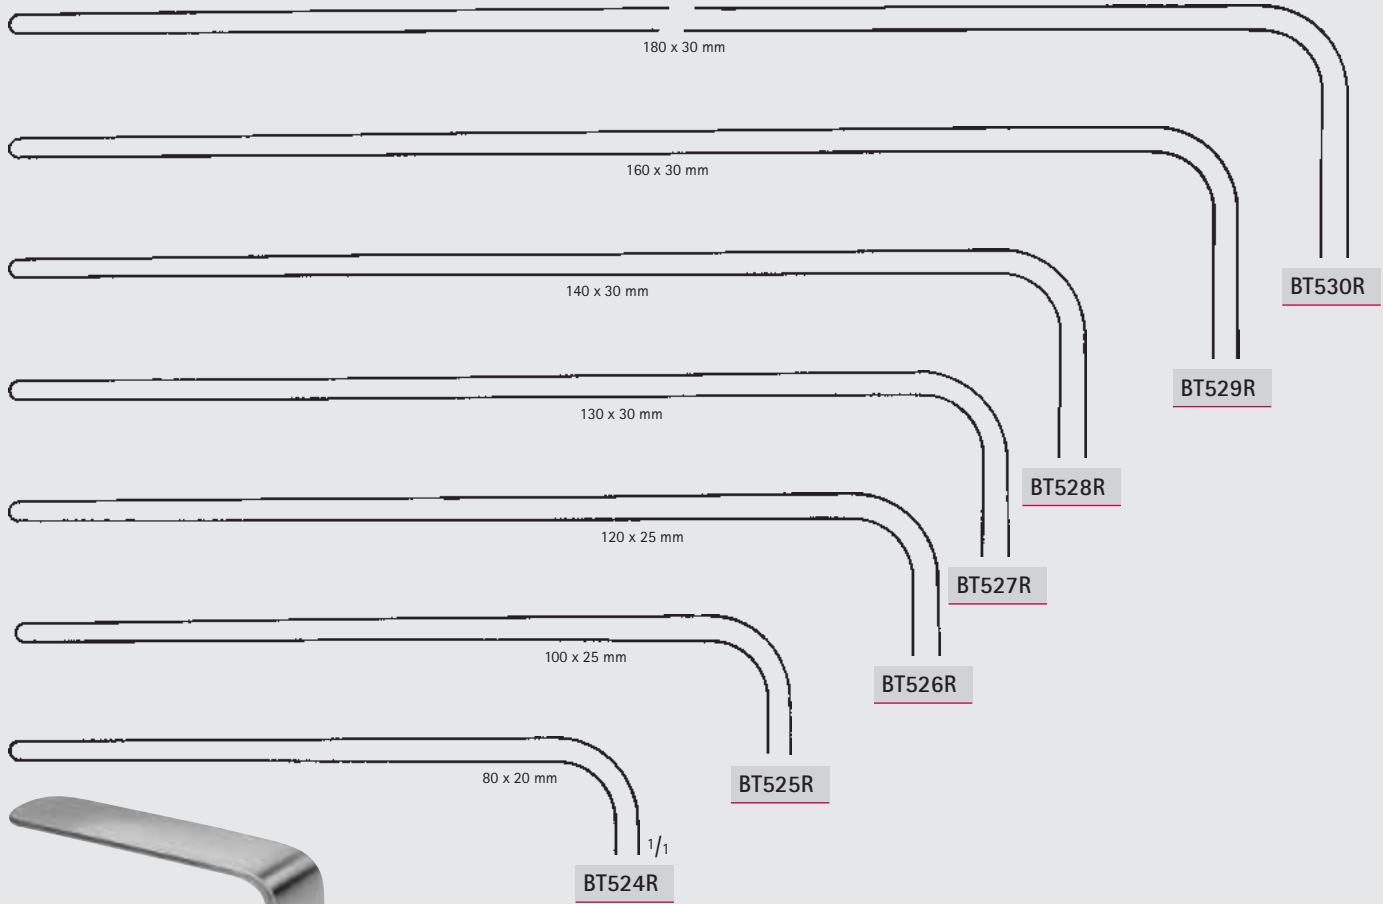 180 x 30 mm
160 x 30 mm
BT530R
140 x 30 mm
BT529R
130 x 30 mm
BT528R
120 x 25 mm
BT527R
100 x 25 mm
BT526R
80 x 20 mm
BT525R
1/1
BT524R